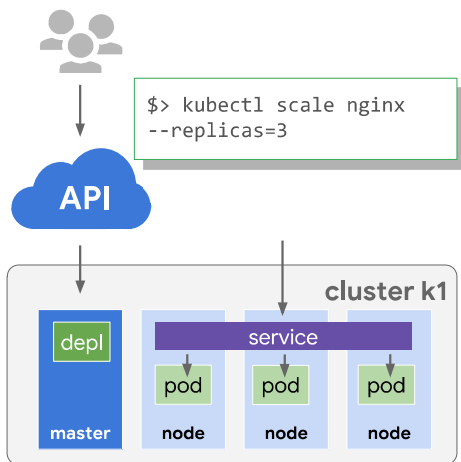 $> kubectl scale nginx
--replicas=3
API
cluster k1
depl
service
pod
pod
pod
master
node
node
node